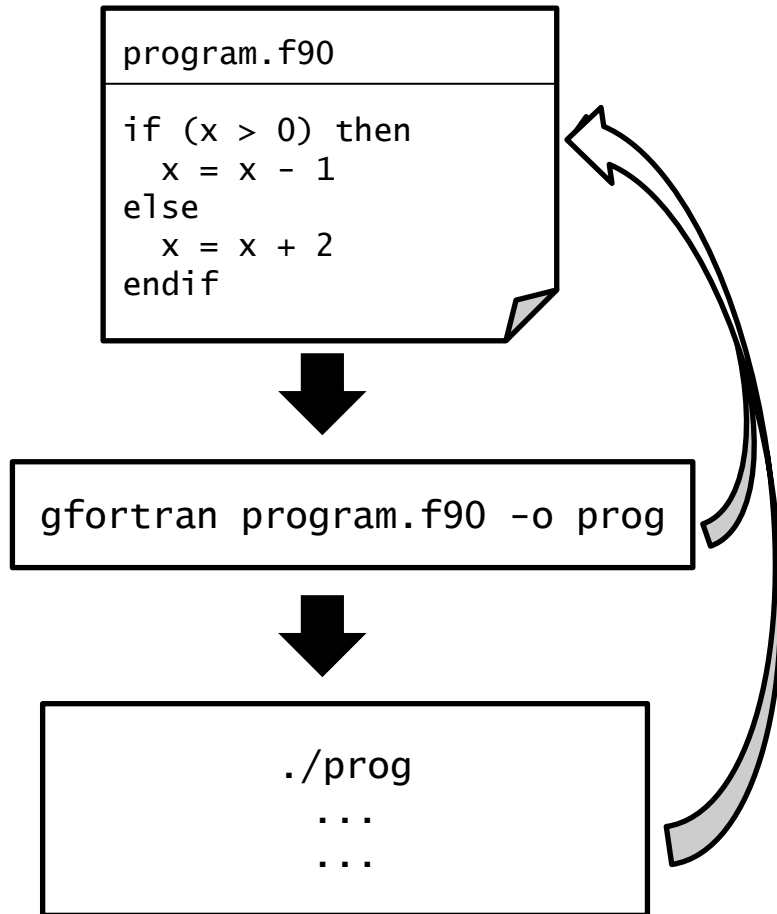 program.f90
if (x > 0) then
  x = x - 1
else
  x = x + 2
endif
gfortran program.f90 -o prog
./prog
...
...